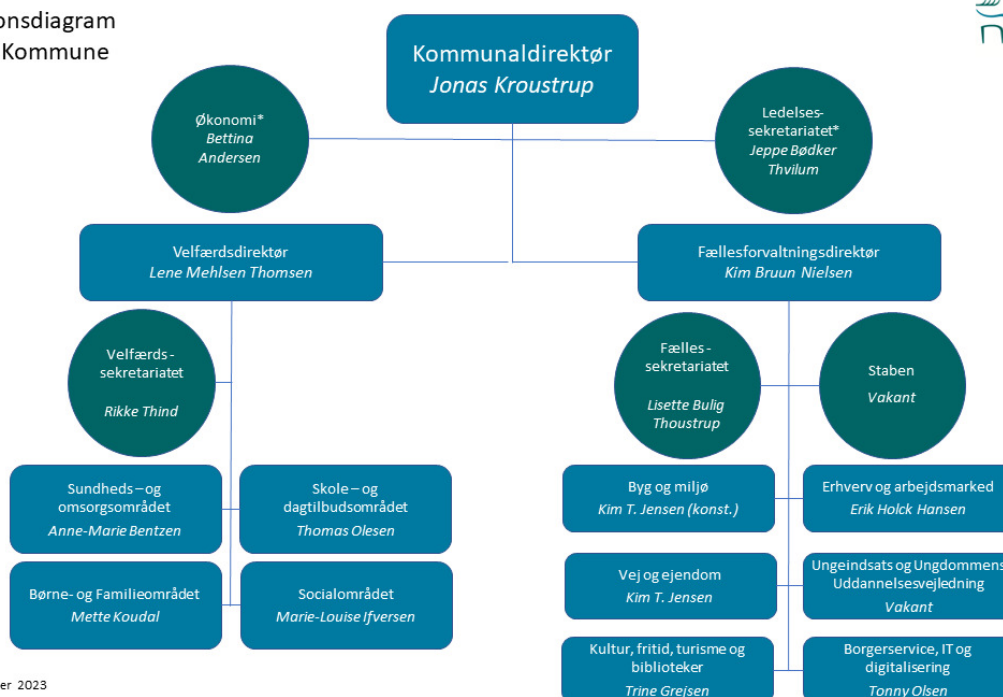 onsdiagram
Kommune
Kommunaldirektør
Jonas Kroustrup
Økonomi*
Bettina
Andersen
Ledelses-
sekretariatet*
Jeppe Bødker
Thvilum
Velfærdsdirektør
Lene Mehlsen Thomsen
Fællesforvaltningsdirektør
Kim Bruun Nielsen
Velfærds-
sekretariatet
Rikke Thind
Fælles-
sekretariatet
Lisette Bulig
Thoustrup
Staben
Vakant
Sundheds – og
omsorgsområdet
Anne-Marie Bentzen
Skole – og
dagtilbudsområdet
Thomas Olesen
Børne- og Familieområdet
Mette Koudal
Socialområdet
Marie-Louise Ifversen
Byg og miljø
Kim T. Jensen (konst.)
Erhverv og arbejdsmarked
Erik Holck Hansen
Vej og ejendom
Kim T. Jensen
Ungeindsats og Ungdommens
Uddannelsesvejledning
Vakant
Kultur, fritid, turisme og
biblioteker
Trine Grejsen
Borgerservice, IT og
digitalisering
Tonny Olsen
er 2023